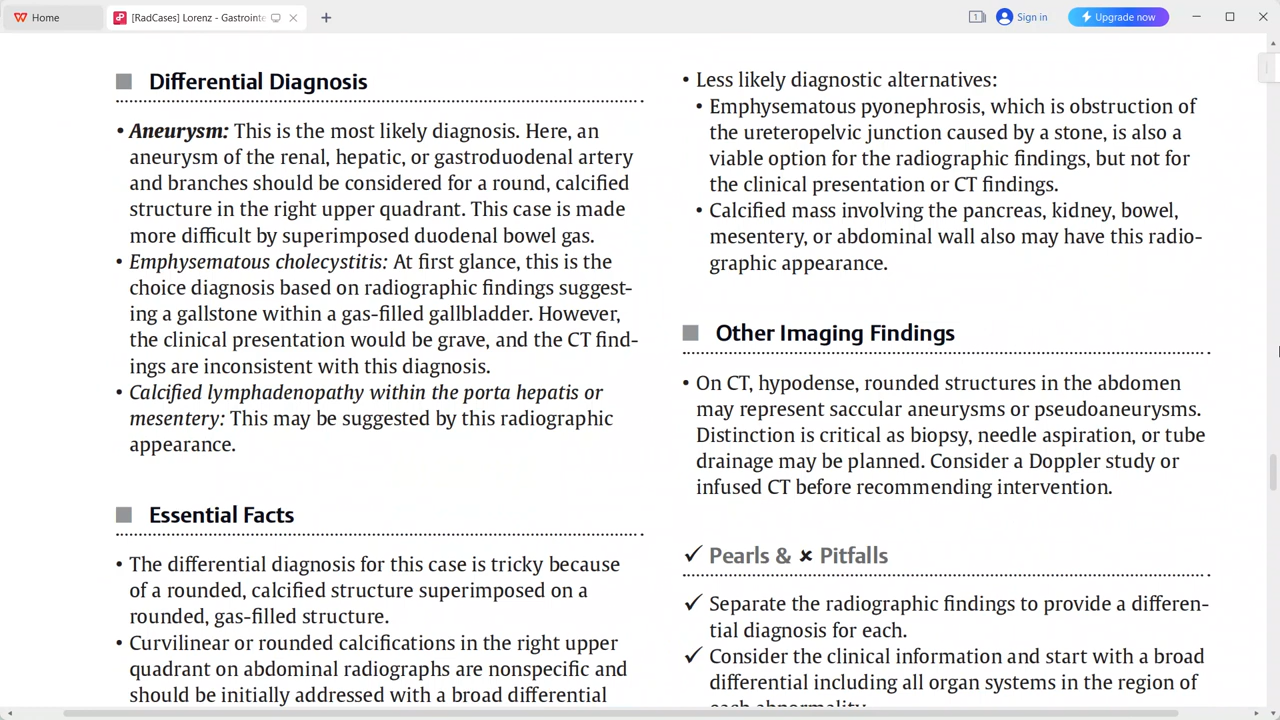 Home
[RadCases] Lorenz - Gastrointe
Sign in
Upgrade now
Differential Diagnosis
• Aneurysm: This is the most likely diagnosis. Here, an
aneurysm of the renal, hepatic, or gastroduodenal artery
and branches should be considered for a round, calcified
structure in the right upper quadrant. This case is made
more difficult by superimposed duodenal bowel gas.
• Emphysematous cholecystitis: At first glance, this is the
choice diagnosis based on radiographic findings suggest-
ing a gallstone within a gas-filled gallbladder. However,
the clinical presentation would be grave, and the CT find-
ings are inconsistent with this diagnosis.
• Calcified lymphadenopathy within the porta hepatis or
mesentery: This may be suggested by this radiographic
appearance.
Essential Facts
• The differential diagnosis for this case is tricky because
of a rounded, calcified structure superimposed on a
rounded, gas-filled structure.
• Curvilinear or rounded calcifications in the right upper
quadrant on abdominal radiographs are nonspecific and
should be initially addressed with a broad differential
• Less likely diagnostic alternatives:
• Emphysematous pyonephrosis, which is obstruction of
the ureteropelvic junction caused by a stone, is also a
viable option for the radiographic findings, but not for
the clinical presentation or CT findings.
• Calcified mass involving the pancreas, kidney, bowel,
mesentery, or abdominal wall also may have this radio-
graphic appearance.
Other Imaging Findings
• On CT, hypodense, rounded structures in the abdomen
may represent saccular aneurysms or pseudoaneurysms.
Distinction is critical as biopsy, needle aspiration, or tube
drainage may be planned. Consider a Doppler study or
infused CT before recommending intervention.
✓ Pearls & ✗ Pitfalls
✓ Separate the radiographic findings to provide a differen-
tial diagnosis for each.
✓ Consider the clinical information and start with a broad
differential including all organ systems in the region of
each abnormality.